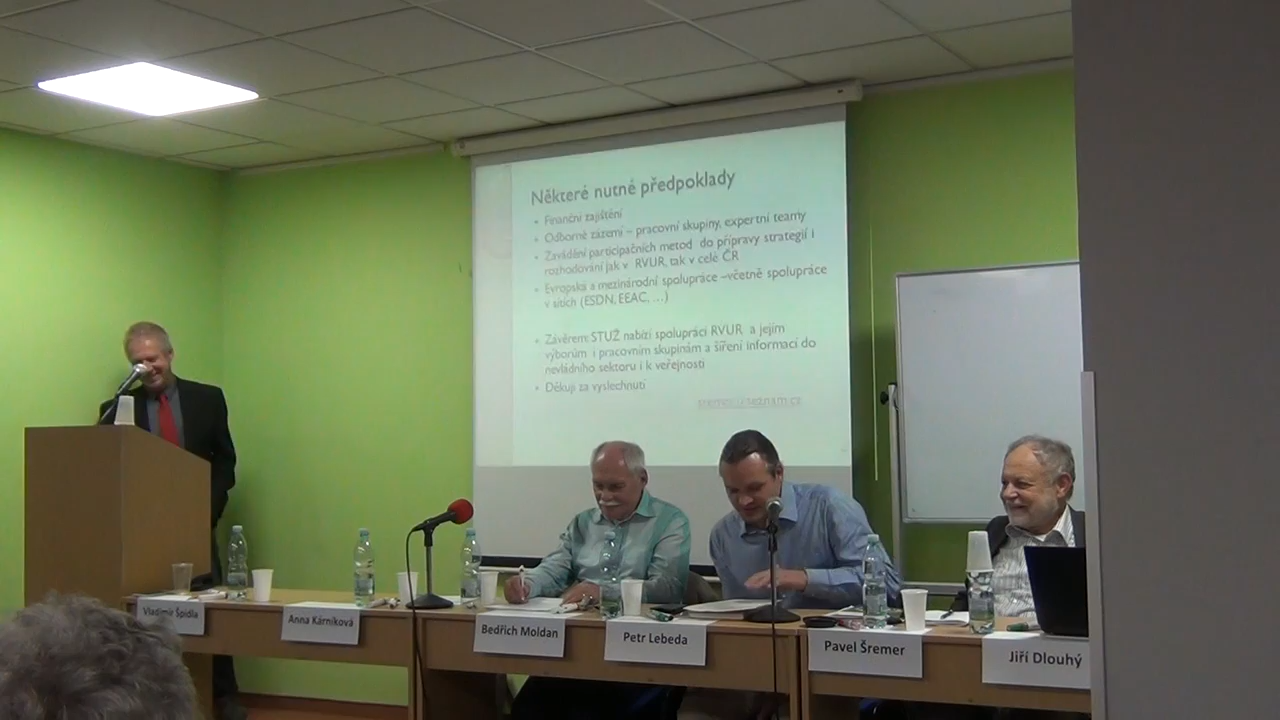 Některé nutné předpoklady
• Finanční zajištění
• Odborné zázemí – pracovní skupiny, expertní teamy
• Zavádění participačních metod do přípravy strategií i
rozhodování jak v RVUR, tak v celé ČR
• Evropská a mezinárodní spolupráce –včetně spolupráce
v sítích (ESDN, EEAC, …)
• Závěrem: STUŽ nabízí spolupráci RVUR a jejím
výborům i pracovním skupinám a šíření informací do
nevládního sektoru i k veřejnosti
• Děkuji za vyslechnutí
sremer@seznam.cz
Vladimír Špidla
Anna Kárníková
Bedřich Moldan
Petr Lebeda
Pavel Šremer
Jiří Dlouhý